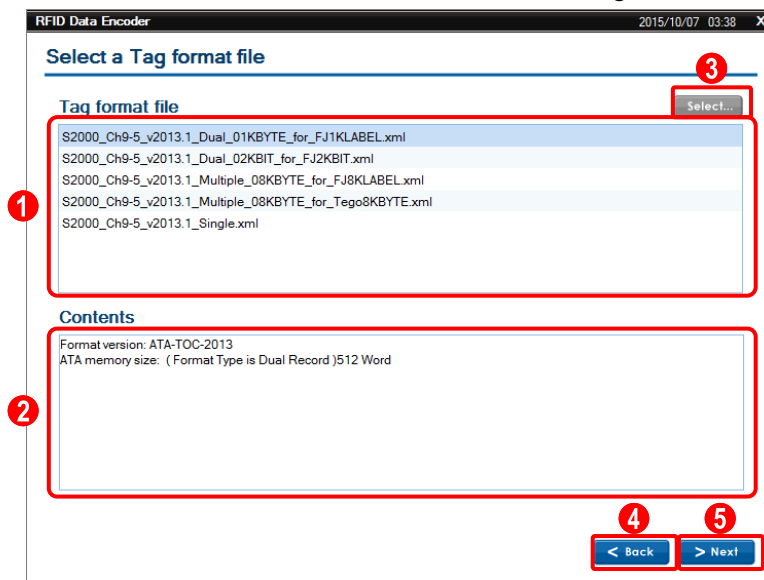 RFID Data Encoder 2015/10/07 03:38 X
Select a Tag format file
3
Tag format file Select...
S2000_Ch9-5_v2013.1_Dual_01KBYTE_for_FJ1KLABEL.xml
S2000_Ch9-5_v2013.1_Dual_02KBIT_for_FJ2KBIT.xml
S2000_Ch9-5_v2013.1_Multiple_08KBYTE_for_FJ8KLABEL.xml
1
S2000_Ch9-5_v2013.1_Multiple_08KBYTE_for_Tego8KBYTE.xml
S2000_Ch9-5_v2013.1_Single.xml
Contents
Format version: ATA-TOC-2013
ATA memory size: ( Format Type is Dual Record )512 Word
2
4 5
< Back > Next